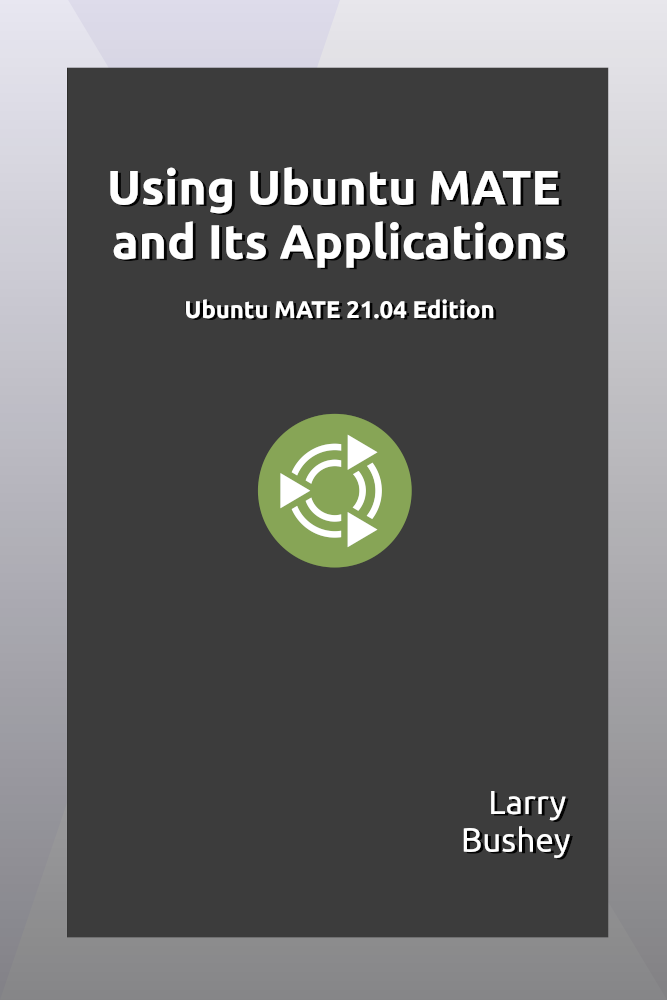 Using Ubuntu MATE
and Its Applications
Ubuntu MATE 21.04 Edition
Larry
Bushey